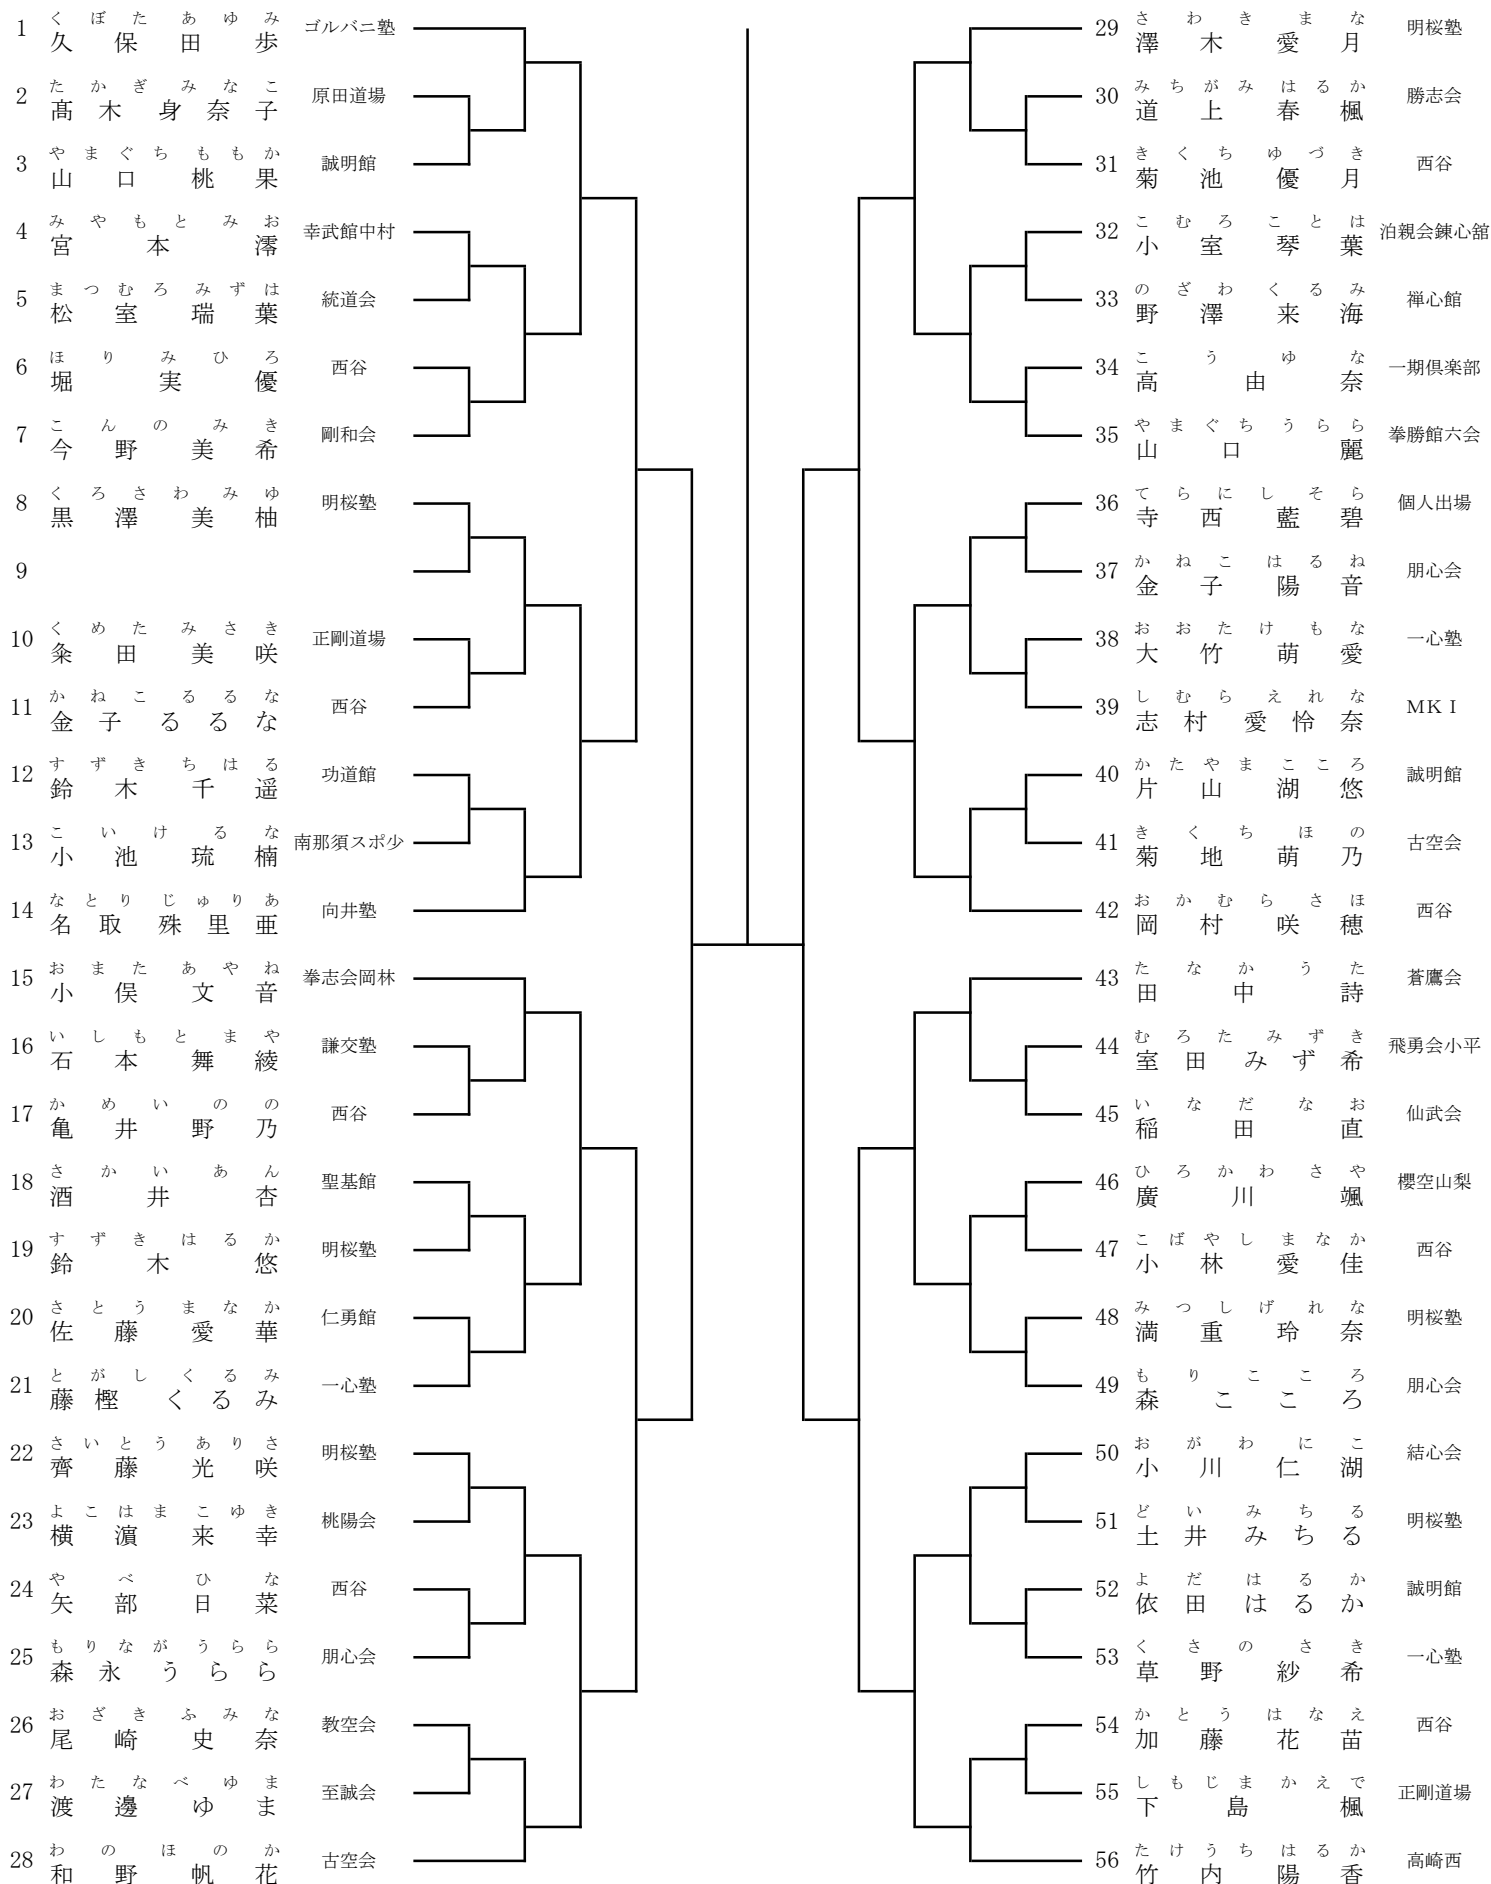 くぼた あゆみ
1 久保田 歩 ゴルバニ塾
たかぎ みなこ
2 髙木 身奈子 原田道場
やまぐち ももか
3 山口 桃果 誠明館
みやもと みお
4 宮本 澪 幸武館中村
まつむろ みずは
5 松室 瑞葉 統道会
ほり みひろ
6 堀 実優 西谷
こんの みき
7 今野 美希 剛和会
くろさわ みゆ
8 黒澤 美柚 明桜塾
9
くめた みさき
10 粂田 美咲 正剛道場
かねこ るるな
11 金子 るるな 西谷
すずき ちはる
12 鈴木 千遥 功道館
こいけ るな
13 小池 琉楠 南那須スポ少
なとり じゅりあ
14 名取 殊里亜 向井塾
おまた あやね
15 小俣 文音 拳志会岡林
いしもと まや
16 石本 舞綾 謙交塾
かめい のの
17 亀井 野乃 西谷
さかい あん
18 酒井 杏 聖基館
すずき はるか
19 鈴木 悠 明桜塾
さとう まなか
20 佐藤 愛華 仁勇館
とがし くるみ
21 藤樫 くるみ 一心塾
さいとう ありさ
22 齊藤 光咲 明桜塾
よこはま こゆき
23 横濵 来幸 桃陽会
やべ ひな
24 矢部 日菜 西谷
もりなが うらら
25 森永 うらら 朋心会
おざき ふみな
26 尾崎 史奈 教空会
わたなべ ゆま
27 渡邊 ゆま 至誠会
わの ほのか
28 和野 帆花 古空会
さわき まな
29 澤木 愛月 明桜塾
みちがみ はるか
30 道上 春楓 勝志会
きくち ゆづき
31 菊池 優月 西谷
こむろ ことは
32 小室 琴葉 泊親会錬心舘
のざわ くるみ
33 野澤 来海 禅心館
こう ゆな
34 高 由奈 一期倶楽部
やまぐち うらら
35 山口 麗 拳勝館六会
てらにし そら
36 寺西 藍碧 個人出場
かねこ はるね
37 金子 陽音 朋心会
おおたけ もな
38 大竹 萌愛 一心塾
しむら えれな
39 志村 愛怜奈 MKI
かたやま こころ
40 片山 湖悠 誠明館
きくち ほの
41 菊地 萌乃 古空会
おかむら さほ
42 岡村 咲穂 西谷
たなか うた
43 田中 詩 蒼鷹会
むろた みずき
44 室田 みず希 飛勇会小平
いなだ なお
45 稲田 直 仙武会
ひろかわ さや
46 廣川 颯 櫻空山梨
こばやし まなか
47 小林 愛佳 西谷
みつしげ れな
48 満重 玲奈 明桜塾
もり こころ
49 森 こころ 朋心会
おがわ にこ
50 小川 仁湖 結心会
どい みちる
51 土井 みちる 明桜塾
よだ はるか
52 依田 はるか 誠明館
くさの さき
53 草野 紗希 一心塾
かとう はなえ
54 加藤 花苗 西谷
しもじま かえで
55 下島 楓 正剛道場
たけうち はるか
56 竹内 陽香 高崎西